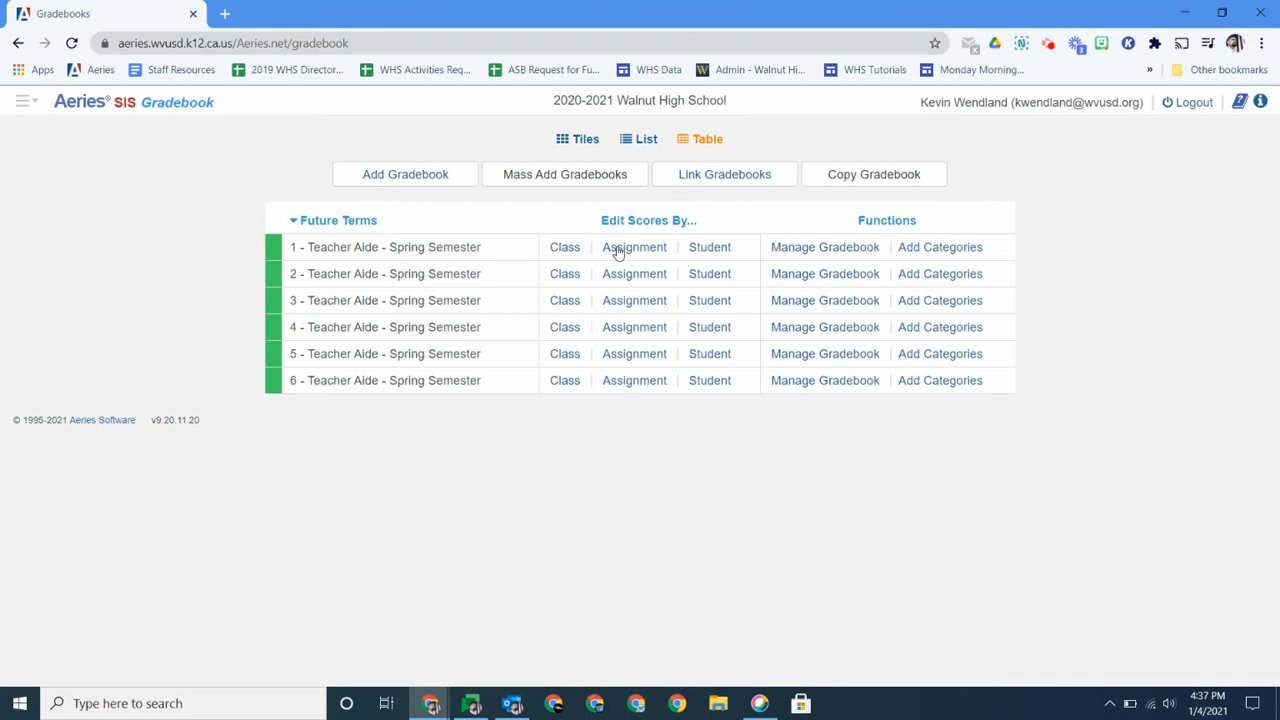 Gradebooks
aeries.wvusd.k12.ca.us/Aeries.net/gradebook
Apps Aeries Staff Resources 2019 WHS Director... WHS Activities Req... ASB Request for Fu... WHS Data Admin - Walnut Hi... WHS Tutorials Monday Morning... » Other bookmarks
Aeries® SIS Gradebook 2020-2021 Walnut High School Kevin Wendland (kwendland@wvusd.org) Logout
Tiles List Table
Add Gradebook Mass Add Gradebooks Link Gradebooks Copy Gradebook
Future Terms Edit Scores By... Functions
1 - Teacher Aide - Spring Semester Class | Assignment | Student Manage Gradebook | Add Categories
2 - Teacher Aide - Spring Semester Class | Assignment | Student Manage Gradebook | Add Categories
3 - Teacher Aide - Spring Semester Class | Assignment | Student Manage Gradebook | Add Categories
4 - Teacher Aide - Spring Semester Class | Assignment | Student Manage Gradebook | Add Categories
5 - Teacher Aide - Spring Semester Class | Assignment | Student Manage Gradebook | Add Categories
6 - Teacher Aide - Spring Semester Class | Assignment | Student Manage Gradebook | Add Categories
© 1995-2021 Aeries Software v9.20.11.20
Type here to search
4:37 PM
1/4/2021